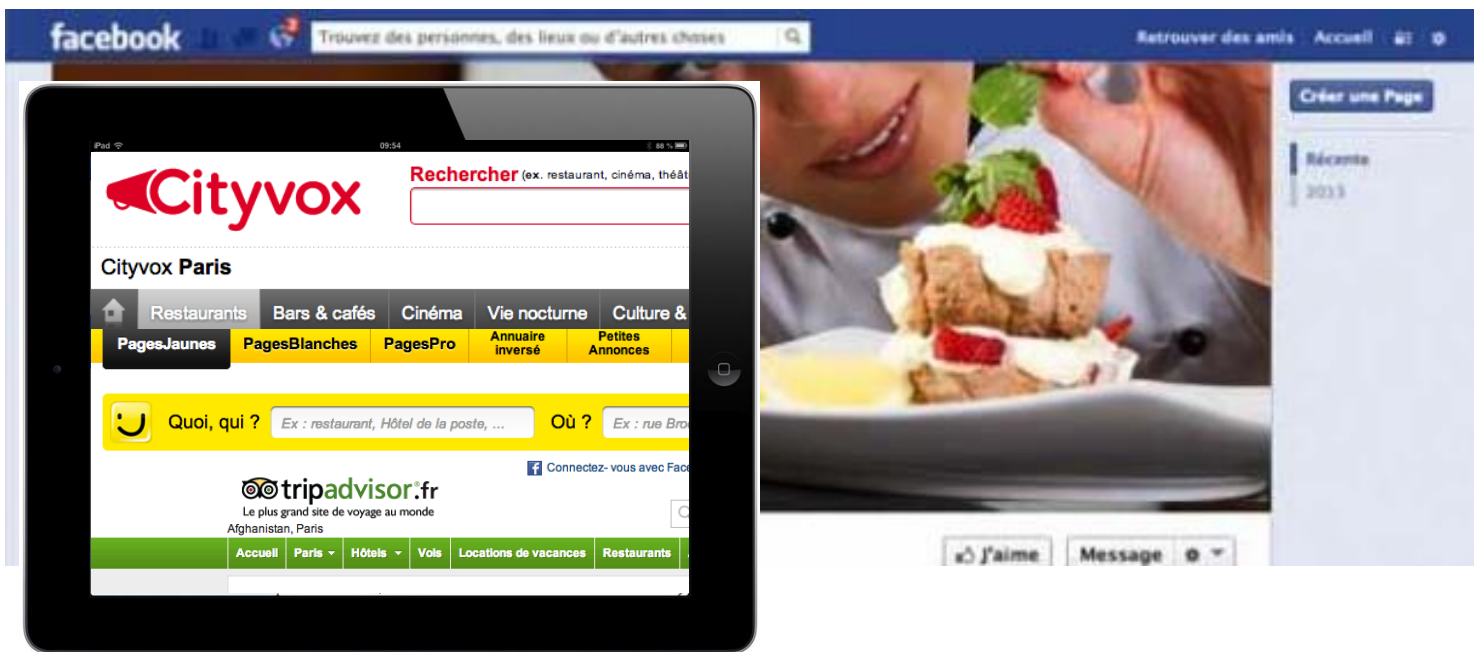 facebook
3
Trouvez des personnes, des lieux ou d'autres choses
Retrouver des amis Accueil
Créer une Page
Récente
2013
iPad 09:54 88 %
Cityvox
Rechercher (ex. restaurant, cinéma, théât
Cityvox Paris
Restaurants Bars & cafés Cinéma Vie nocturne Culture &
PagesJaunes PagesBlanches PagesPro Annuaire inversé Petites Annonces
Quoi, qui ? Ex : restaurant, Hôtel de la poste, ... Où ? Ex : rue Bro
Connectez- vous avec Face
tripadvisor®.fr
Le plus grand site de voyage au monde
Afghanistan, Paris
Accueil Paris Hôtels Vols Locations de vacances Restaurants
J'aime Message